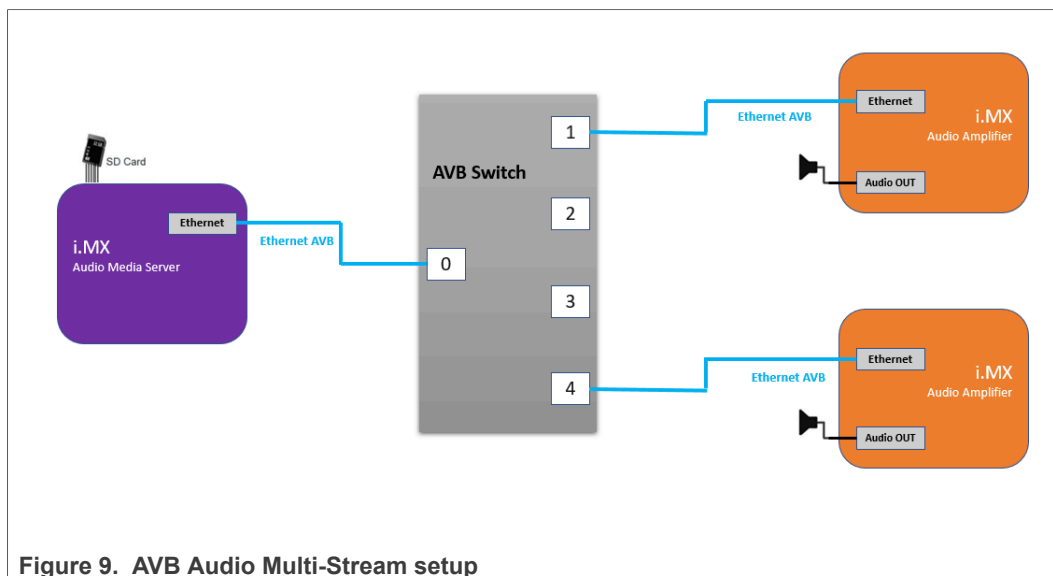 SD Card
Ethernet
i.MX
Audio Media Server
Ethernet AVB
AVB Switch
0
1
2
3
4
Ethernet AVB
Ethernet
i.MX
Audio Amplifier
Audio OUT
Ethernet AVB
Ethernet
i.MX
Audio Amplifier
Audio OUT
Figure 9. AVB Audio Multi-Stream setup